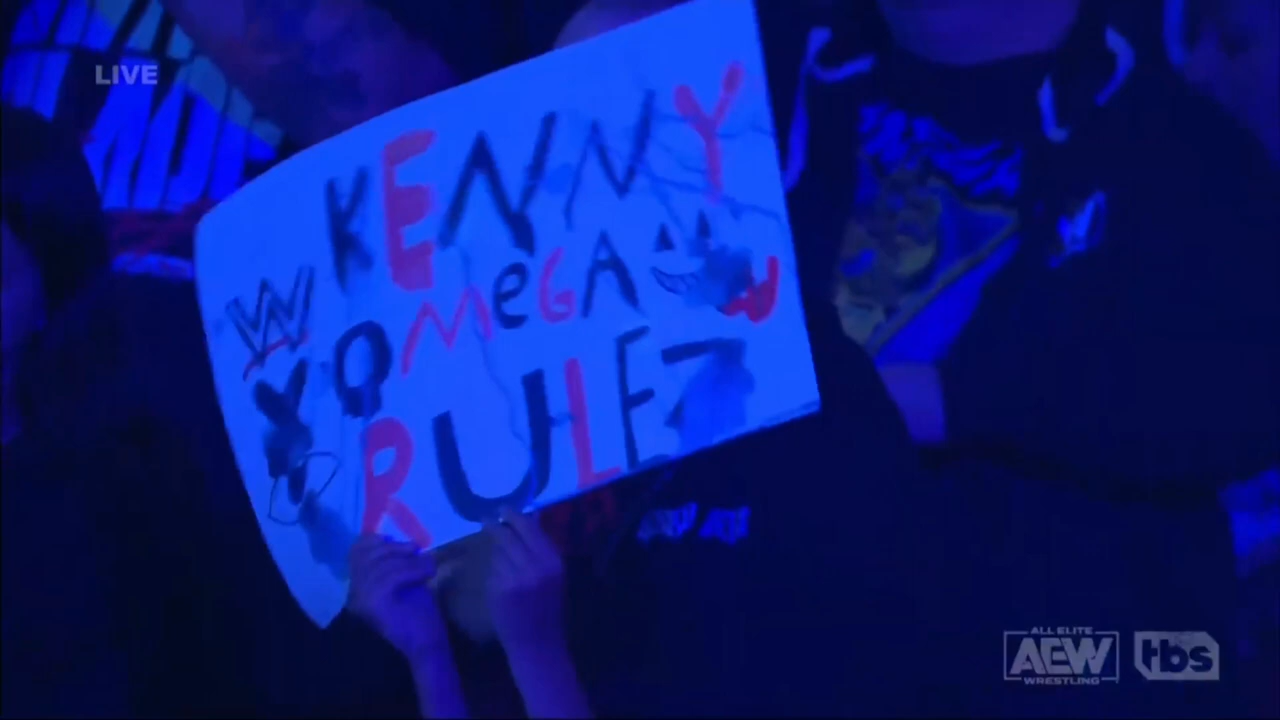 LIVE
KENNY
OMeGA
RULEZ
ALL ELITE
AEW
WRESTLING
tbs